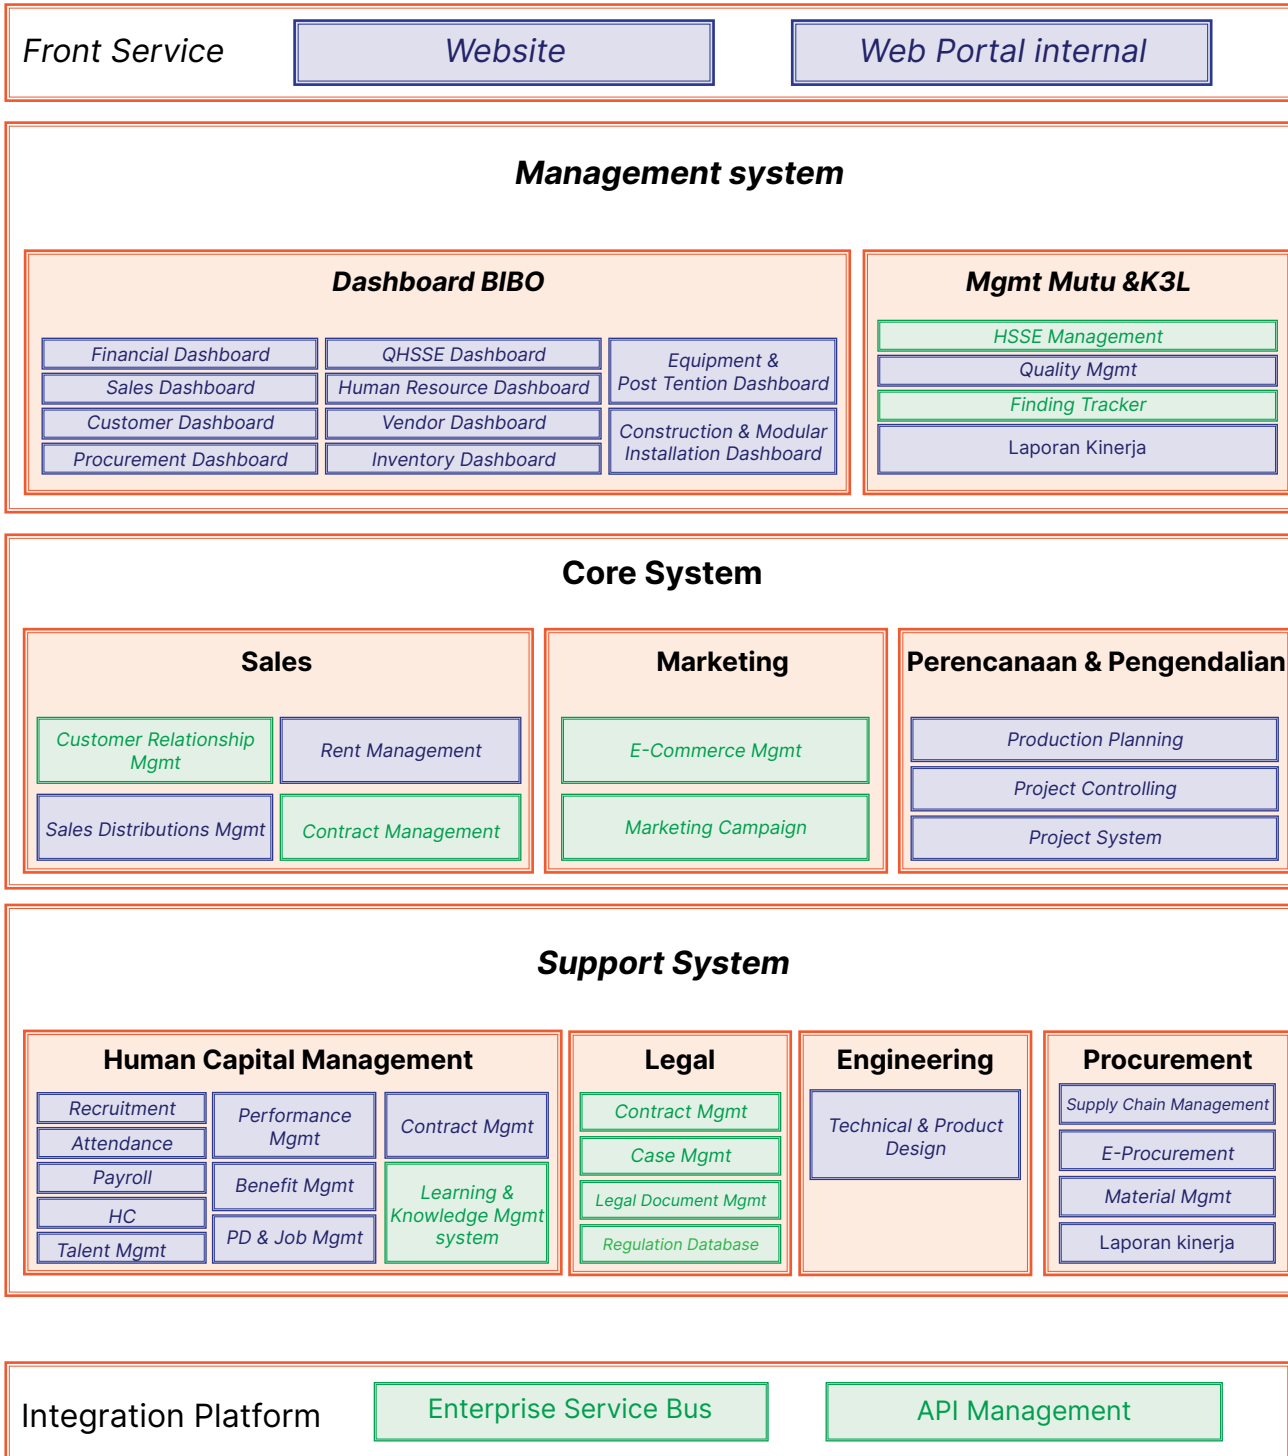 Front Service
Website
Web Portal internal
Management system
Dashboard BIBO
Financial Dashboard
Sales Dashboard
Customer Dashboard
Procurement Dashboard
QHSSE Dashboard
Human Resource Dashboard
Vendor Dashboard
Inventory Dashboard
Equipment &
Post Tention Dashboard
Construction & Modular
Installation Dashboard
Mgmt Mutu &K3L
HSSE Management
Quality Mgmt
Finding Tracker
Laporan Kinerja
Core System
Sales
Customer Relationship
Mgmt
Rent Management
Sales Distributions Mgmt
Contract Management
Marketing
E-Commerce Mgmt
Marketing Campaign
Perencanaan & Pengendalian
Production Planning
Project Controlling
Project System
Support System
Human Capital Management
Recruitment
Attendance
Payroll
HC
Talent Mgmt
Performance
Mgmt
Benefit Mgmt
PD & Job Mgmt
Contract Mgmt
Learning &
Knowledge Mgmt
system
Legal
Contract Mgmt
Case Mgmt
Legal Document Mgmt
Regulation Database
Engineering
Technical & Product
Design
Procurement
Supply Chain Management
E-Procurement
Material Mgmt
Laporan kinerja
Integration Platform
Enterprise Service Bus
API Management